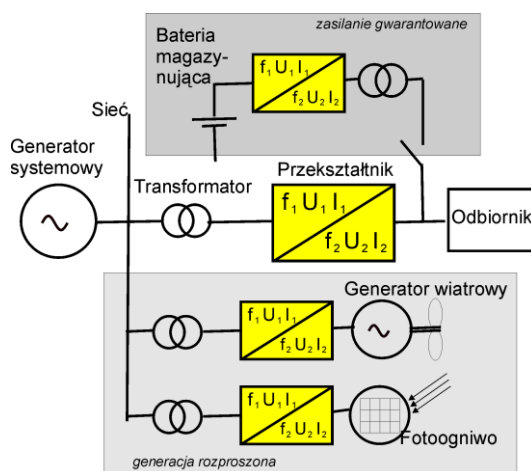 zasilanie gwarantowane
Bateria
magazy-
nująca
f₁ U₁ I₁
f₂ U₂ I₂
Sieć
Generator
systemowy
Transformator
Przekształtnik
f₁ U₁ I₁
f₂ U₂ I₂
Odbiornik
Generator wiatrowy
f₁ U₁ I₁
f₂ U₂ I₂
f₁ U₁ I₁
f₂ U₂ I₂
Fotoogniwo
generacja rozproszona